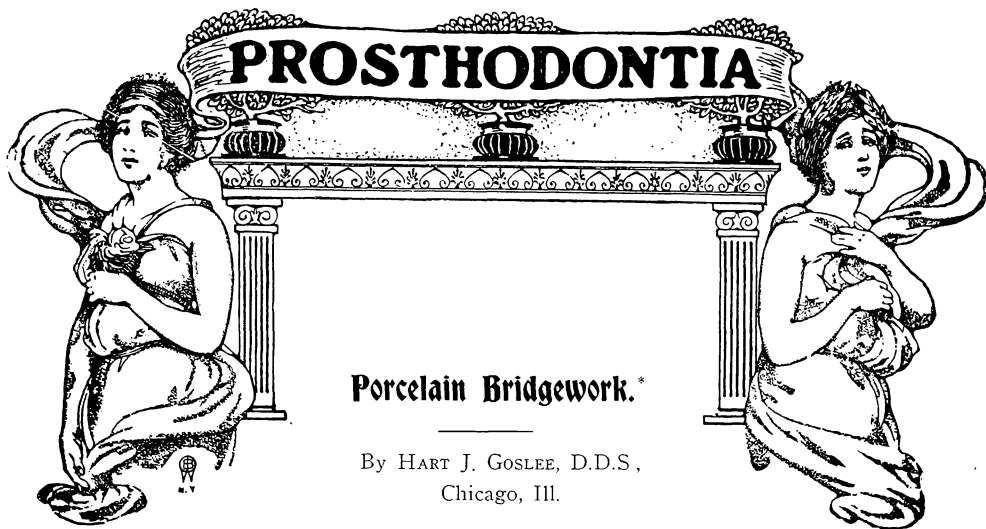 PROSTHODONTIA
Porcelain Bridgework.*
By HART J. GOSLEE, D.D.S,
Chicago, Ill.
N.Y